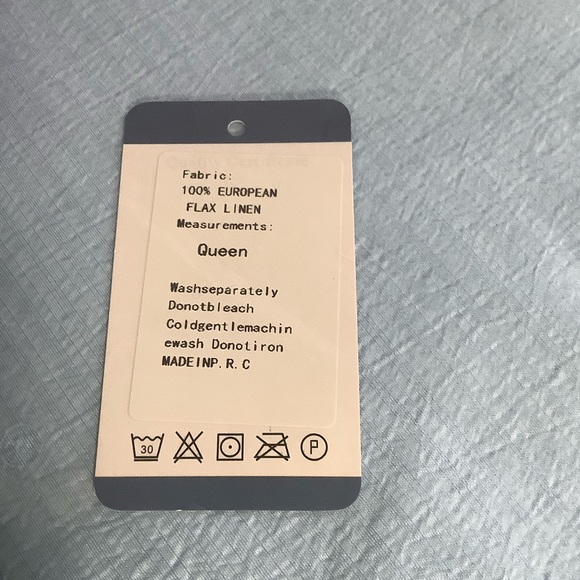 Fabric:
100% EUROPEAN
FLAX LINEN
Measurements:
Queen
Washseparately
Donotbleach
Coldgentlemachin
ewash Donotiron
MADEINP.R.C
30
P